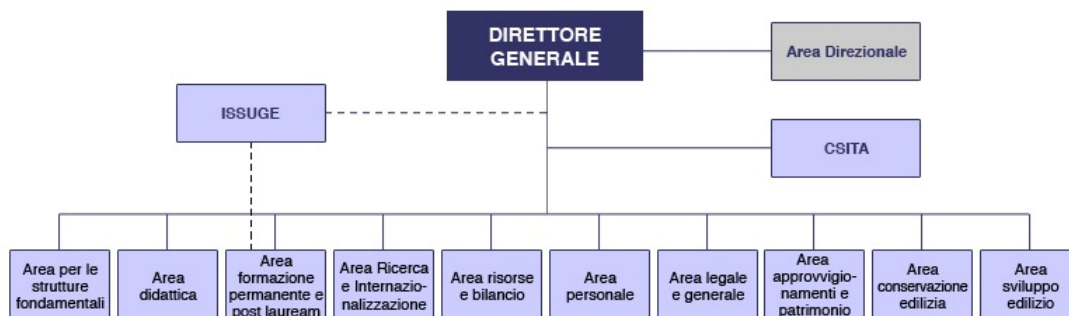 DIRETTORE
GENERALE
Area Direzionale
ISSUGE
CSITA
Area per le
strutture
fondamentali
Area
didattica
Area
formazione
permanente e
post lauream
Area Ricerca
e Internazio-
nalizzazione
Area risorse
e bilancio
Area
personale
Area legale
e generale
Area
approvvigio-
namenti e
patrimonio
Area
conservazione
edilizia
Area
sviluppo
edilizio